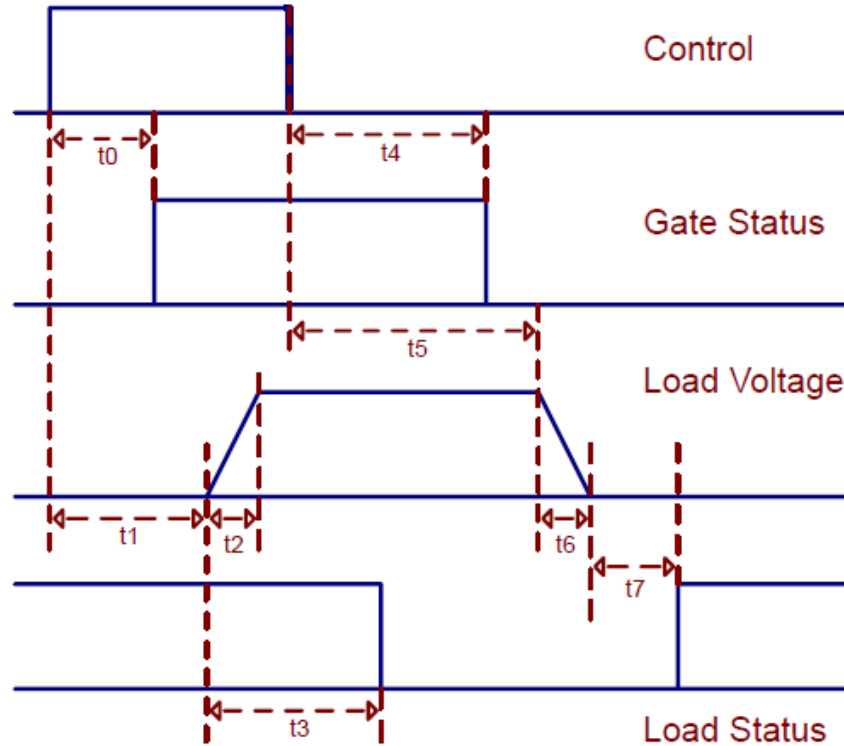 Control
t0
t4
Gate Status
t5
Load Voltage
t1
t2
t6
t7
t3
Load Status